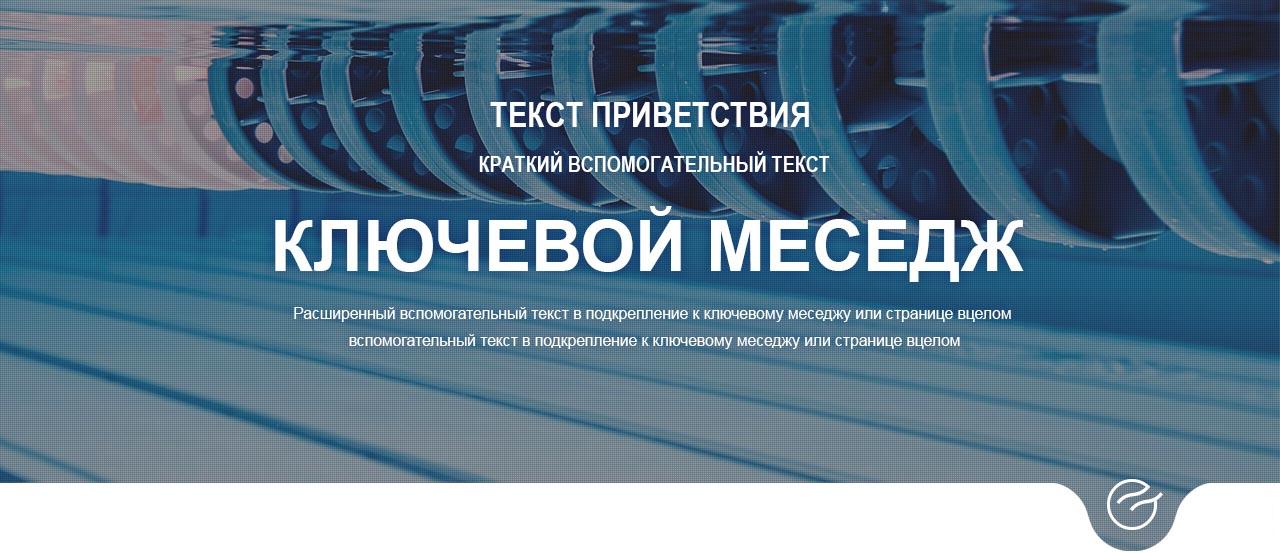 ТЕКСТ ПРИВЕТСТВИЯ
КРАТКИЙ ВСПОМОГАТЕЛЬНЫЙ ТЕКСТ
КЛЮЧЕВОЙ МЕСЕДЖ
Расширенный вспомогательный текст в подкрепление к ключевому меседжу или странице вцелом
вспомогательный текст в подкрепление к ключевому меседжу или странице вцелом